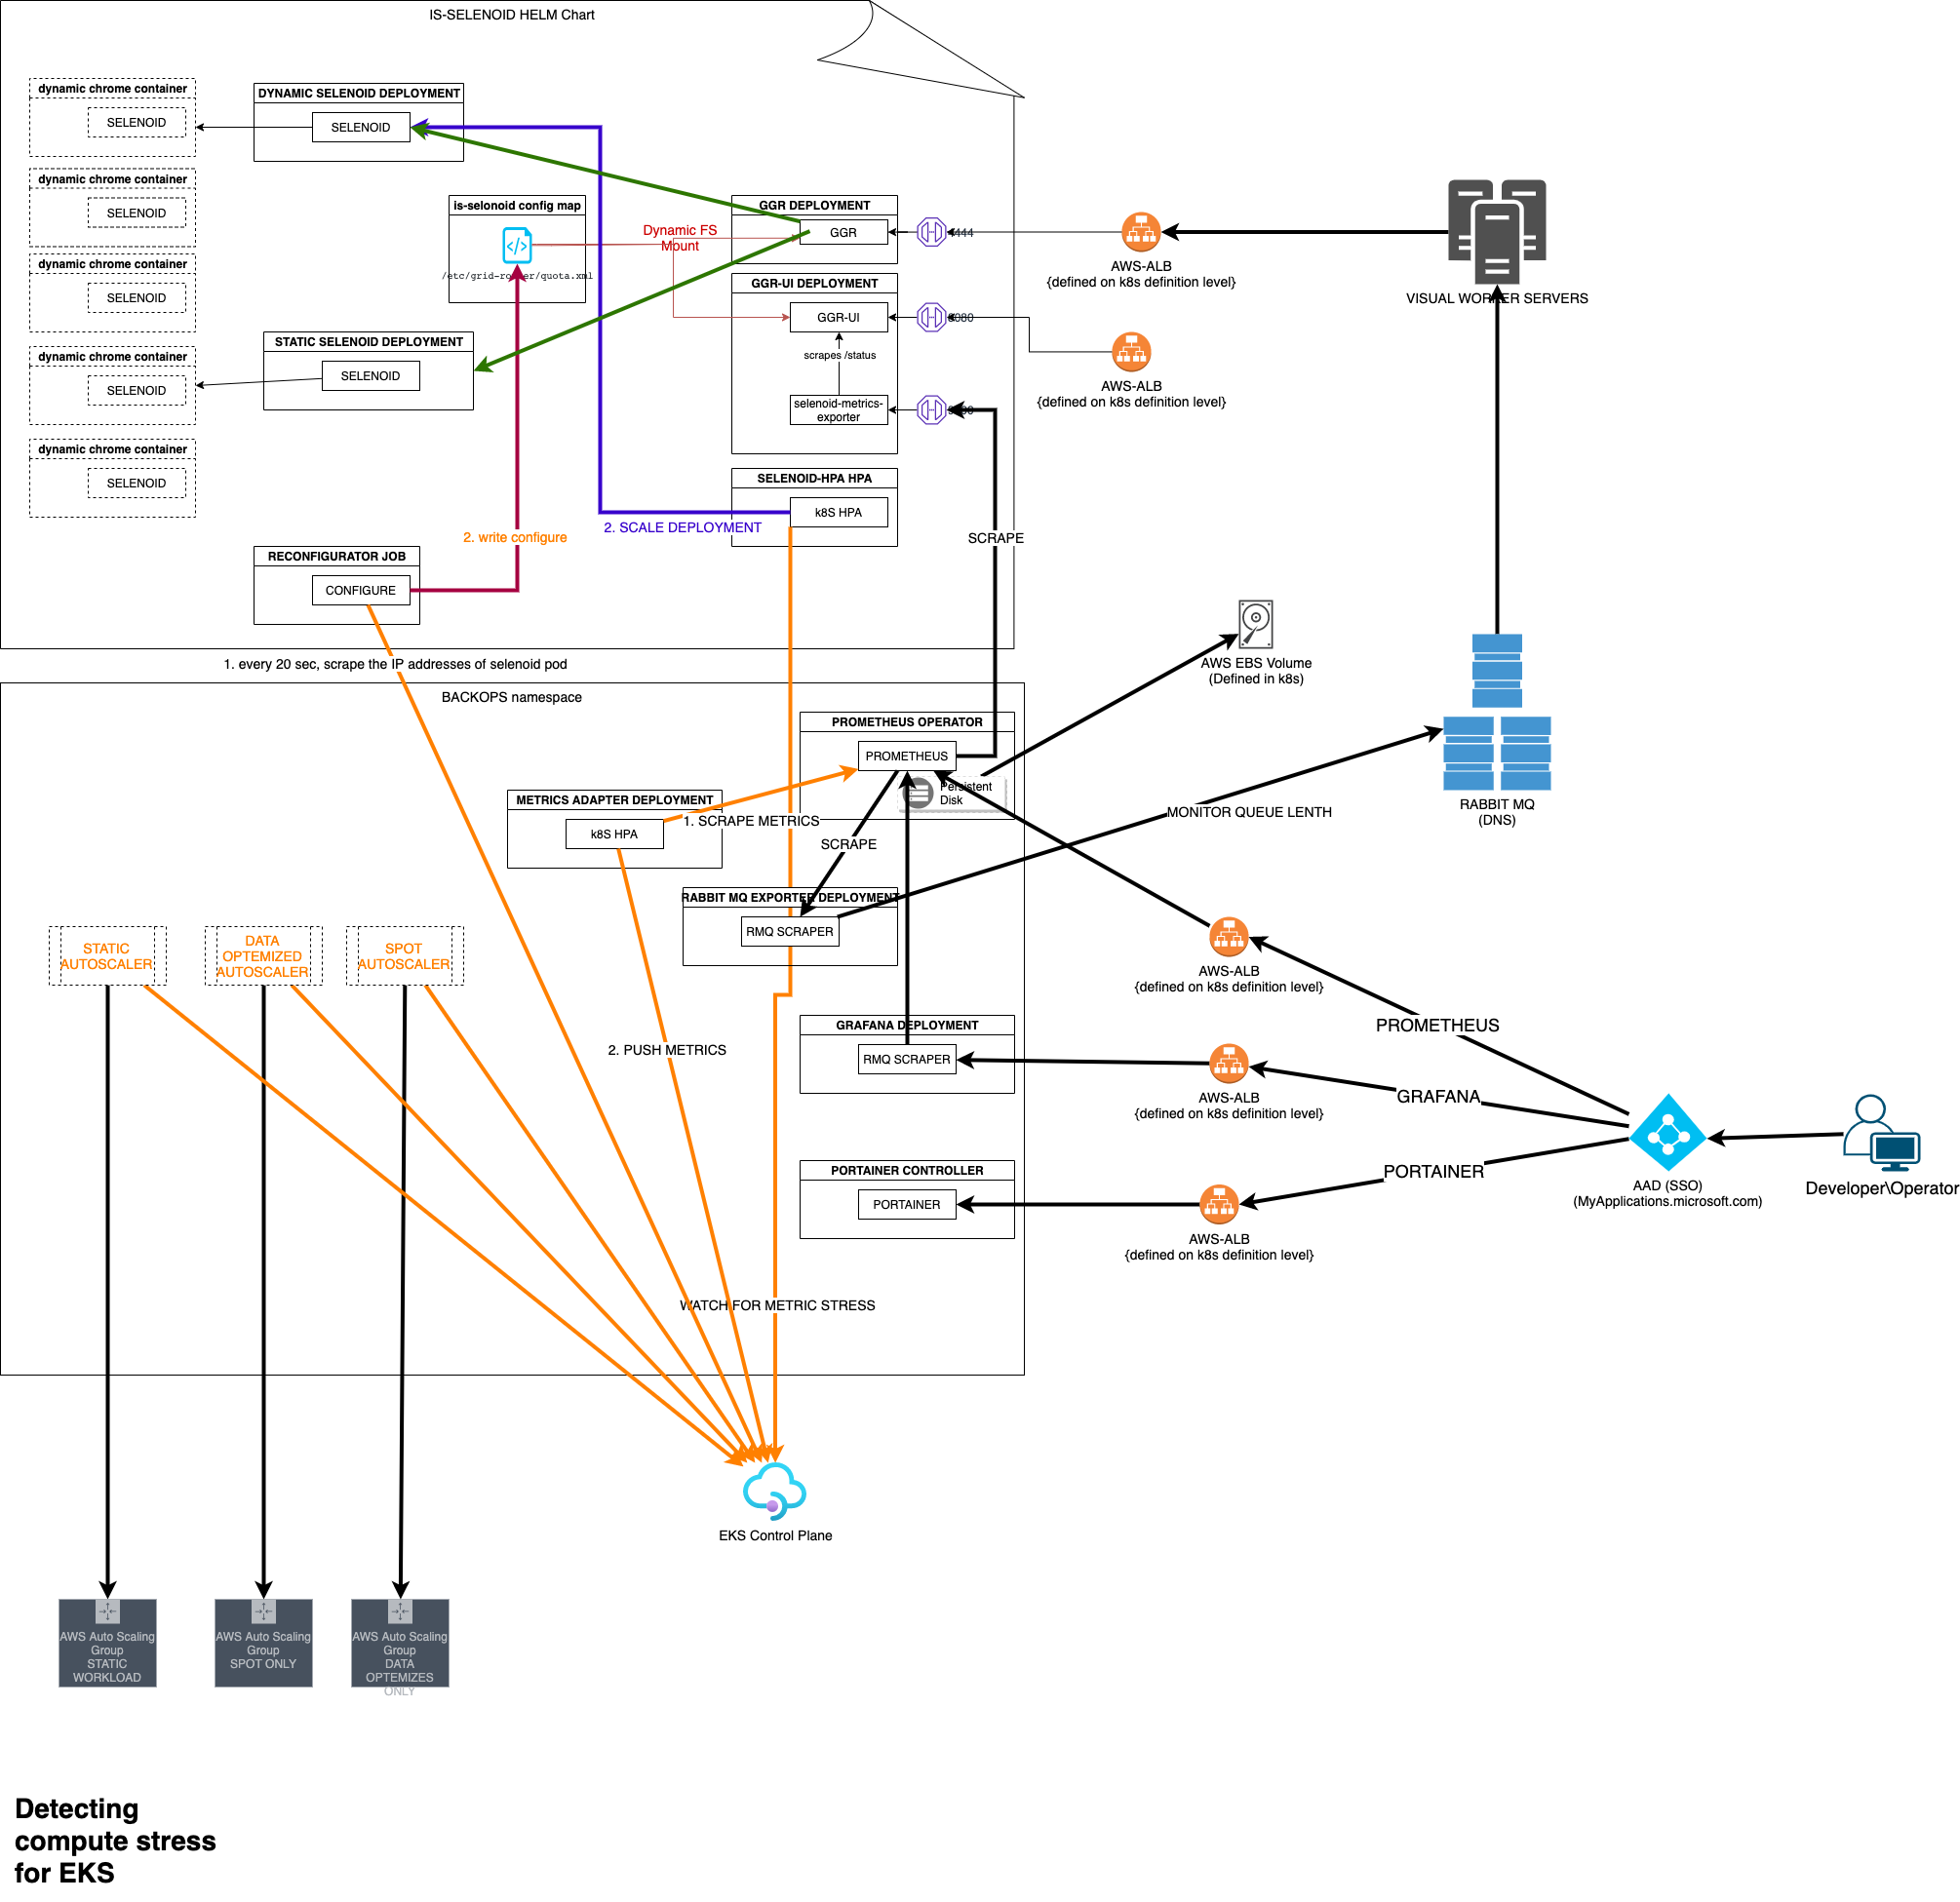 IS-SELENOID HELM Chart
dynamic chrome container
SELENOID
dynamic chrome container
SELENOID
dynamic chrome container
SELENOID
dynamic chrome container
SELENOID
dynamic chrome container
SELENOID
DYNAMIC SELENOID DEPLOYMENT
SELENOID
is-selonoid config map
/etc/grid-router/quota.xml
Dynamic FS
Mount
STATIC SELENOID DEPLOYMENT
SELENOID
GGR DEPLOYMENT
GGR
4444
GGR-UI DEPLOYMENT
GGR-UI
8080
scrapes /status
selenoid-metrics-
exporter
SELENOID-HPA HPA
k8S HPA
2. SCALE DEPLOYMENT
2. write configure
RECONFIGURATOR JOB
CONFIGURE
SCRAPE
1. every 20 sec, scrape the IP addresses of selenoid pod
AWS-ALB
{defined on k8s definition level}
AWS-ALB
{defined on k8s definition level}
VISUAL WORKER SERVERS
AWS EBS Volume
(Defined in k8s)
RABBIT MQ
(DNS)
BACKOPS namespace
PROMETHEUS OPERATOR
PROMETHEUS
Persistent
Disk
METRICS ADAPTER DEPLOYMENT
k8S HPA
1. SCRAPE METRICS
SCRAPE
MONITOR QUEUE LENTH
RABBIT MQ EXPORTER DEPLOYMENT
RMQ SCRAPER
STATIC
AUTOSCALER
DATA
OPTEMIZED
AUTOSCALER
SPOT
AUTOSCALER
2. PUSH METRICS
GRAFANA DEPLOYMENT
RMQ SCRAPER
PORTAINER CONTROLLER
PORTAINER
WATCH FOR METRIC STRESS
AWS-ALB
{defined on k8s definition level}
AWS-ALB
{defined on k8s definition level}
AWS-ALB
{defined on k8s definition level}
PROMETHEUS
GRAFANA
PORTAINER
AAD (SSO)
(MyApplications.microsoft.com)
Developer\Operator
EKS Control Plane
AWS Auto Scaling
Group
STATIC
WORKLOAD
AWS Auto Scaling
Group
SPOT ONLY
AWS Auto Scaling
Group
DATA
OPTEMIZES
ONLY
Detecting
compute stress
for EKS